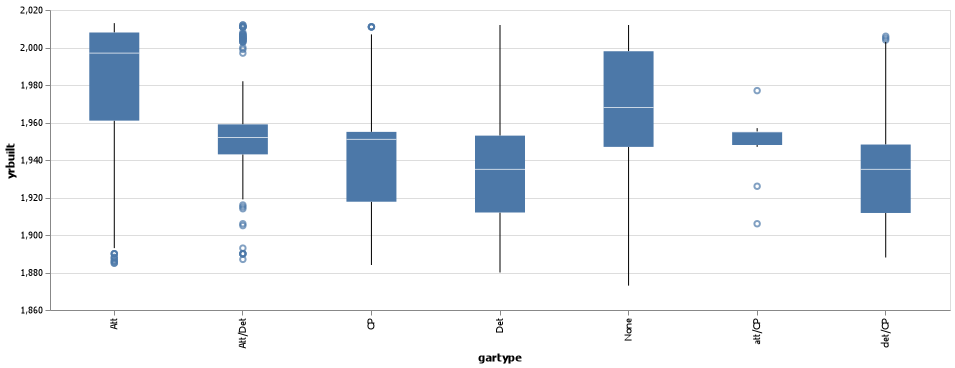 2,020
2,000
1,980
1,960
1,940
1,920
1,900
1,880
1,860
yrbuilt
Att
Att/Det
CP
Det
None
att/CP
det/CP
gartype